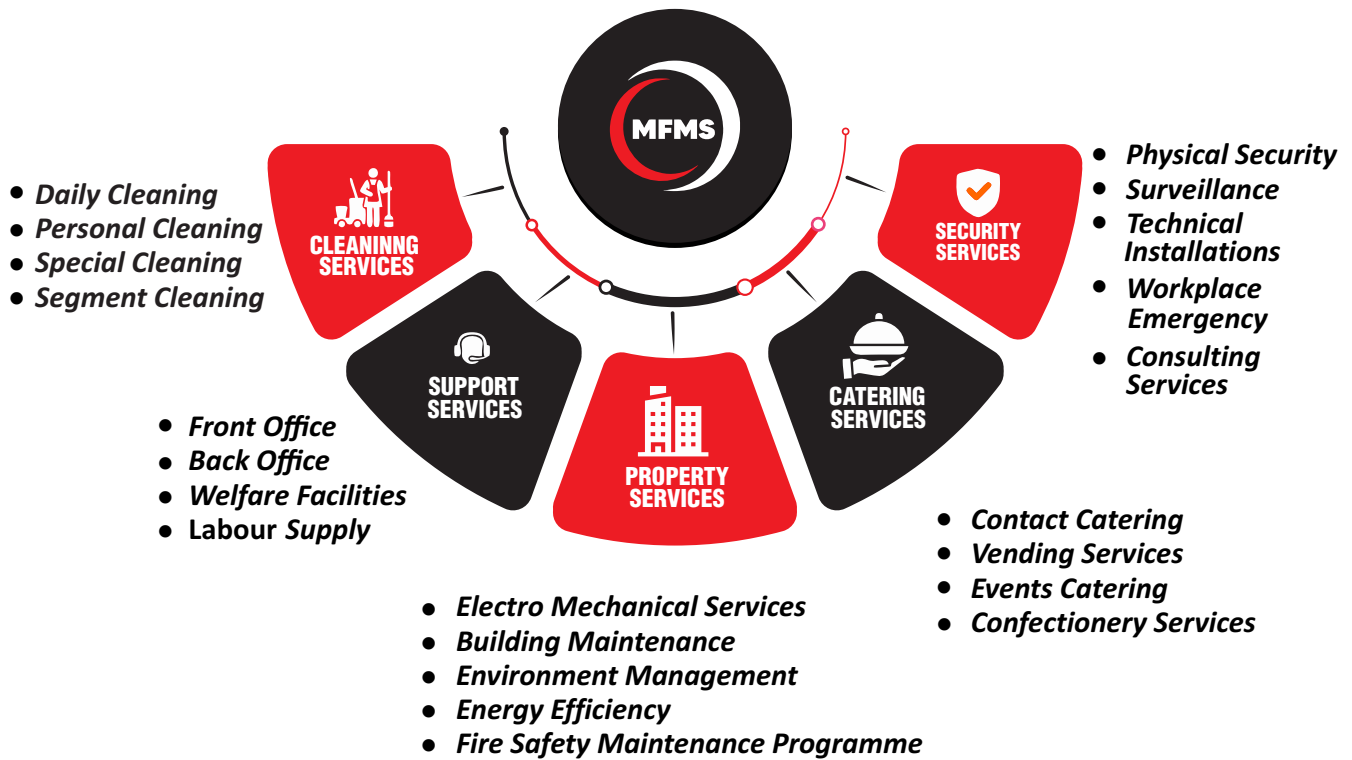 MFMS
CLEANINNG
SERVICES
• Daily Cleaning
• Personal Cleaning
• Special Cleaning
• Segment Cleaning
SUPPORT
SERVICES
• Front Office
• Back Office
• Welfare Facilities
• Labour Supply
PROPERTY
SERVICES
• Electro Mechanical Services
• Building Maintenance
• Environment Management
• Energy Efficiency
• Fire Safety Maintenance Programme
CATERING
SERVICES
• Contact Catering
• Vending Services
• Events Catering
• Confectionery Services
SECURITY
SERVICES
• Physical Security
• Surveillance
• Technical
Installations
• Workplace
Emergency
• Consulting
Services